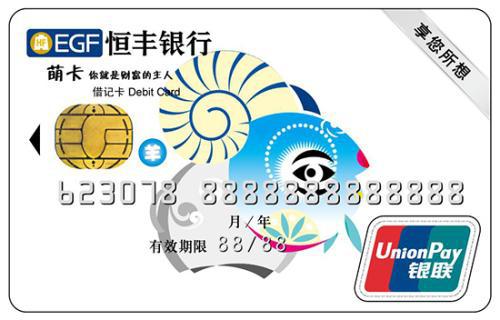 EGF 恒丰银行
享您所想
萌卡 你就是财富的主人
借记卡 Debit Card
羊
623078 8888888888888
月/年
有效期限 88/88
UnionPay
银联